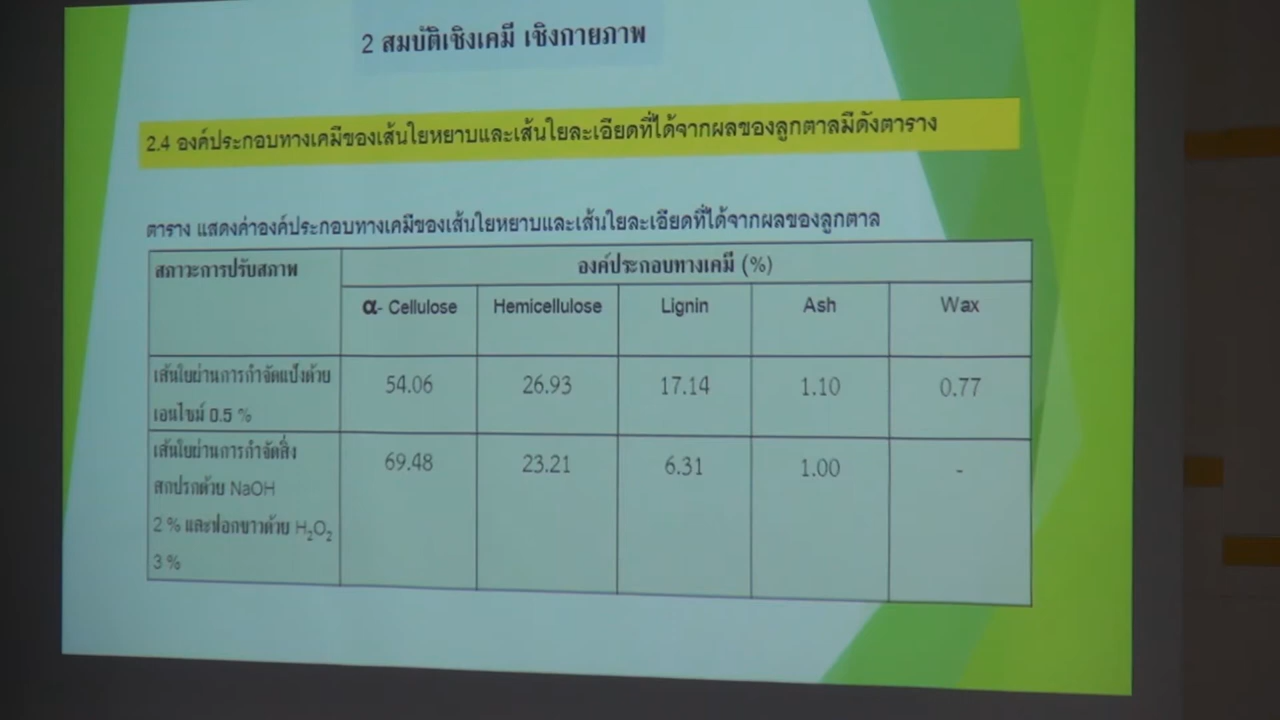 2 สมบัติเชิงเคมี เชิงกายภาพ
2.4 องค์ประกอบทางเคมีของเส้นใยหยาบและเส้นใยละเอียดที่ได้จากผลของลูกตาลมีดังตาราง
ตาราง แสดงค่าองค์ประกอบทางเคมีของเส้นใยหยาบและเส้นใยละเอียดที่ได้จากผลของลูกตาล
สภาวะการปรับสภาพ
องค์ประกอบทางเคมี (%)
α- Cellulose
Hemicellulose
Lignin
Ash
Wax
เส้นใยผ่านการกำจัดแป้งด้วย
เอนไซม์ 0.5 %
54.06
26.93
17.14
1.10
0.77
เส้นใยผ่านการกำจัดสิ่ง
สกปรกด้วย NaOH
2 % และฟอกขาวด้วย H₂O₂
3 %
69.48
23.21
6.31
1.00
-